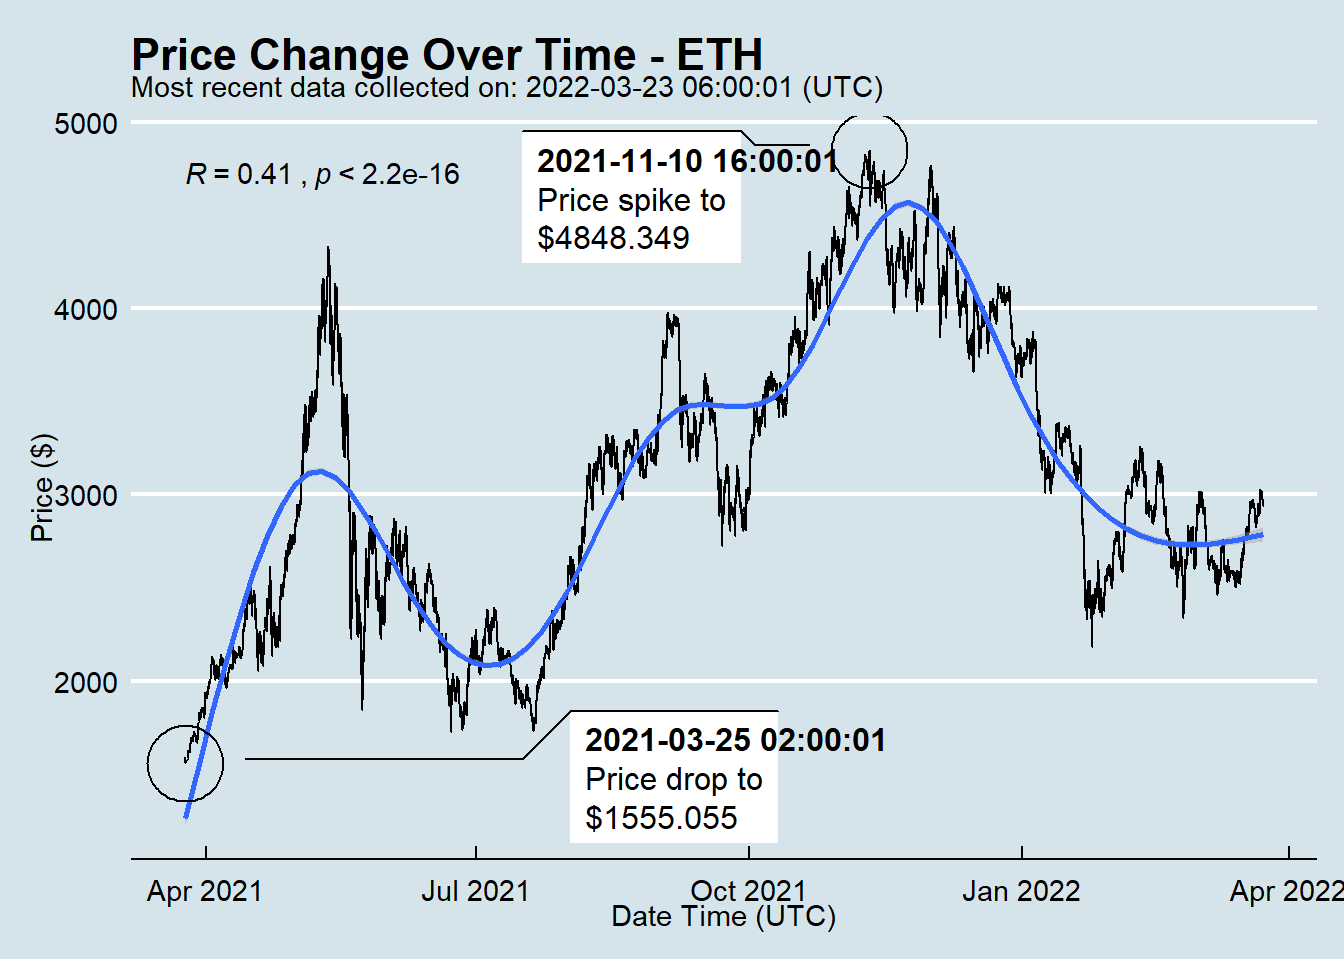 Price Change Over Time - ETH
Most recent data collected on: 2022-03-23 06:00:01 (UTC)
5000
R = 0.41 , p < 2.2e-16
2021-11-10 16:00:01
Price spike to
$4848.349
4000
Price ($)
3000
2000
2021-03-25 02:00:01
Price drop to
$1555.055
Apr 2021 Jul 2021 Oct 2021 Jan 2022 Apr 2022
Date Time (UTC)